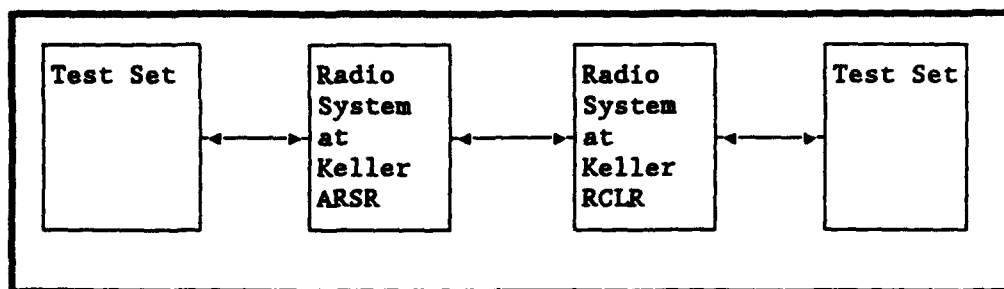 Test Set
Radio
System
at
Keller
ARSR
Radio
System
at
Keller
RCLR
Test Set